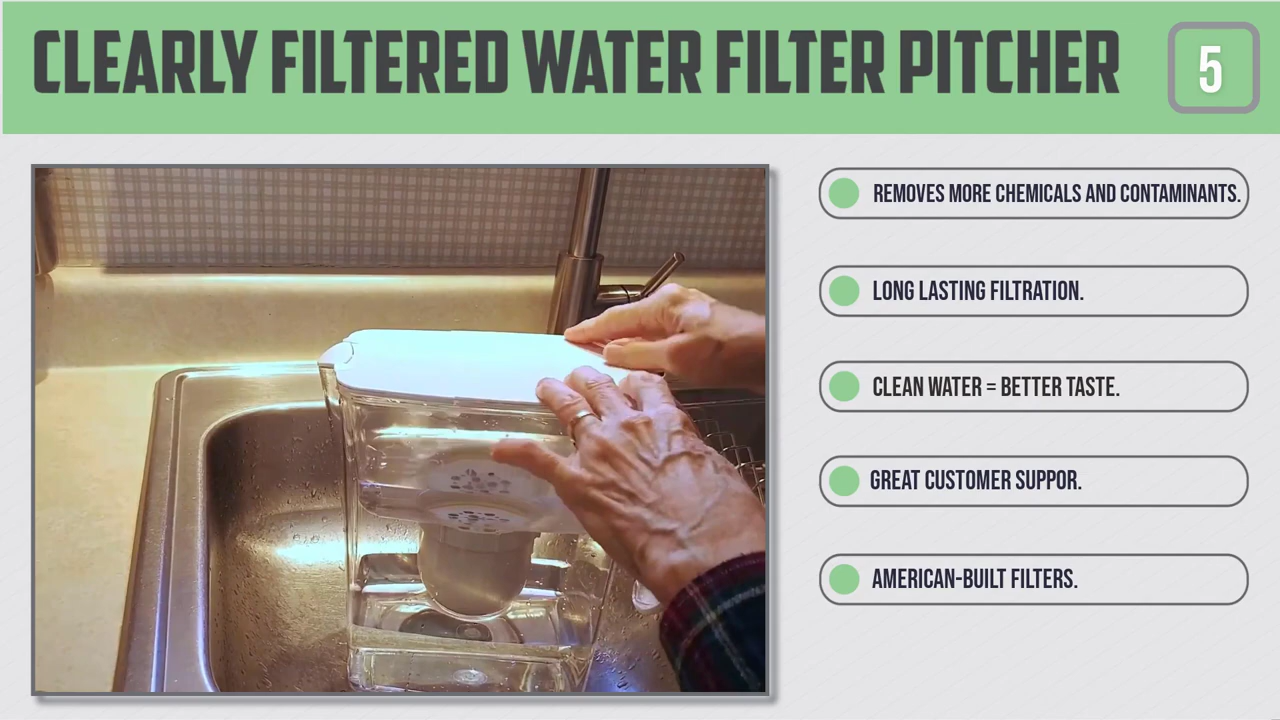 CLEARLY FILTERED WATER FILTER PITCHER
5
REMOVES MORE CHEMICALS AND CONTAMINANTS.
LONG LASTING FILTRATION.
CLEAN WATER = BETTER TASTE.
GREAT CUSTOMER SUPPOR.
AMERICAN-BUILT FILTERS.